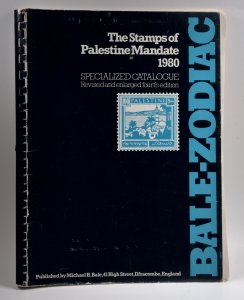 The Stamps of
Palestine Mandate
1980
SPECIALIZED CATALOGUE
Revised and enlarged fourth edition
PALESTINE
BALE-ZODIAC
Published by Michael H. Bale, 41 High Street, Ilfracombe, England